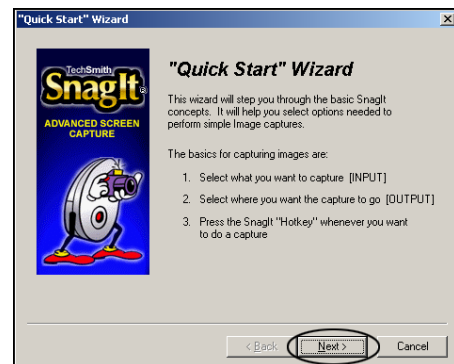 "Quick Start" Wizard
TechSmith
SnagIt®
ADVANCED SCREEN
CAPTURE
"Quick Start" Wizard
This wizard will step you through the basic SnagIt
concepts. It will help you select options needed to
perform simple Image captures.
The basics for capturing images are:
1. Select what you want to capture [INPUT]
2. Select where you want the capture to go [OUTPUT]
3. Press the SnagIt "Hotkey" whenever you want
to do a capture
< Back
Next >
Cancel